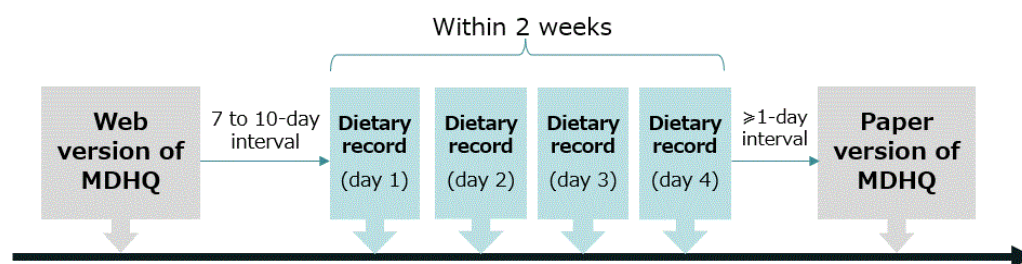 Within 2 weeks
Web
version of
MDHQ
7 to 10-day
interval
Dietary
record
(day 1)
Dietary
record
(day 2)
Dietary
record
(day 3)
Dietary
record
(day 4)
⩾1-day
interval
Paper
version of
MDHQ